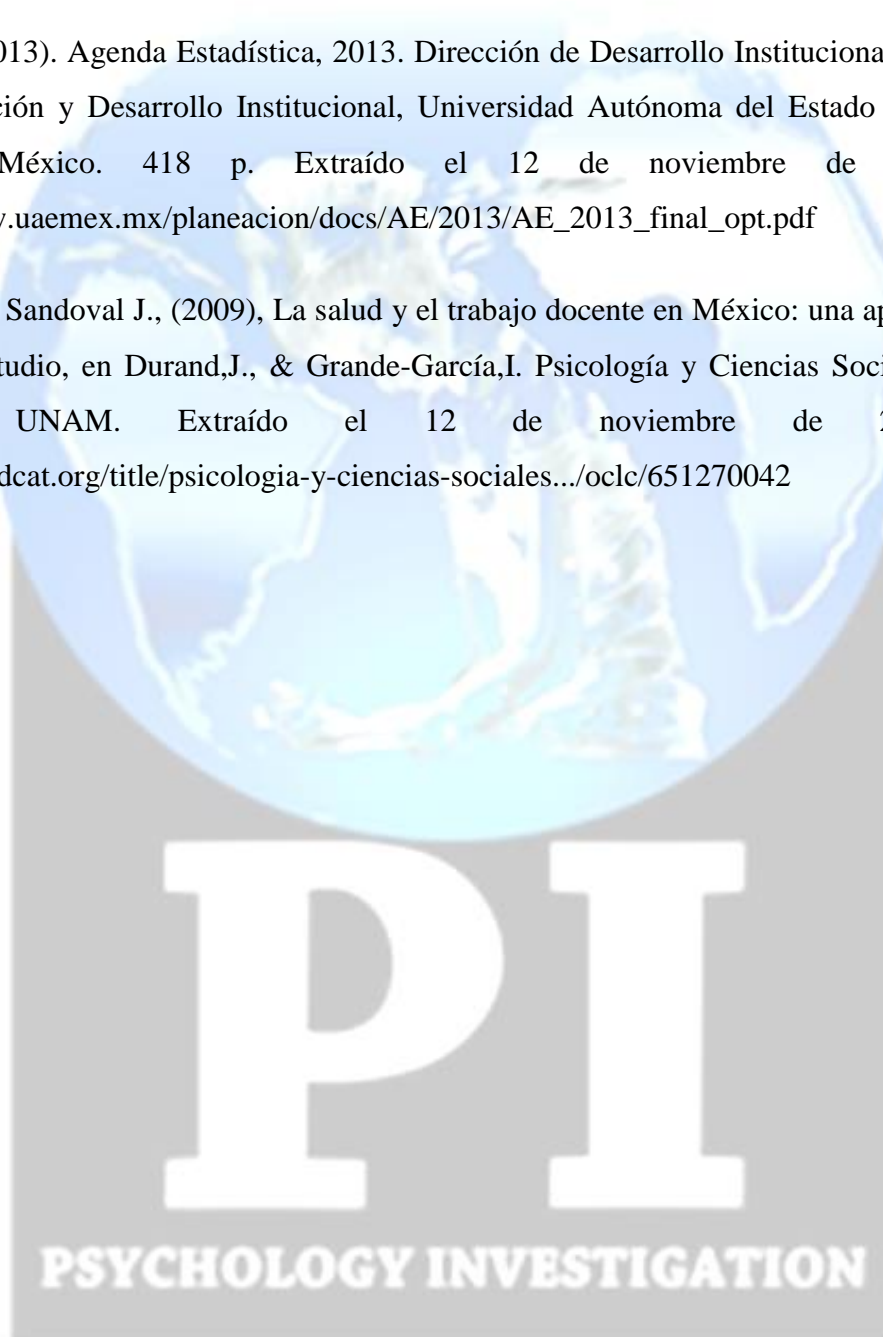 013). Agenda Estadística, 2013. Dirección de Desarrollo Instituciona
ción y Desarrollo Institucional, Universidad Autónoma del Estado
México. 418 p. Extraído el 12 de noviembre de
.uaemex.mx/planeacion/docs/AE/2013/AE_2013_final_opt.pdf
Sandoval J., (2009), La salud y el trabajo docente en México: una ap
tudio, en Durand,J., & Grande-García,I. Psicología y Ciencias Soci
UNAM. Extraído el 12 de noviembre de 2
dcat.org/title/psicologia-y-ciencias-sociales.../oclc/651270042
PI
PSYCHOLOGY INVESTIGATION